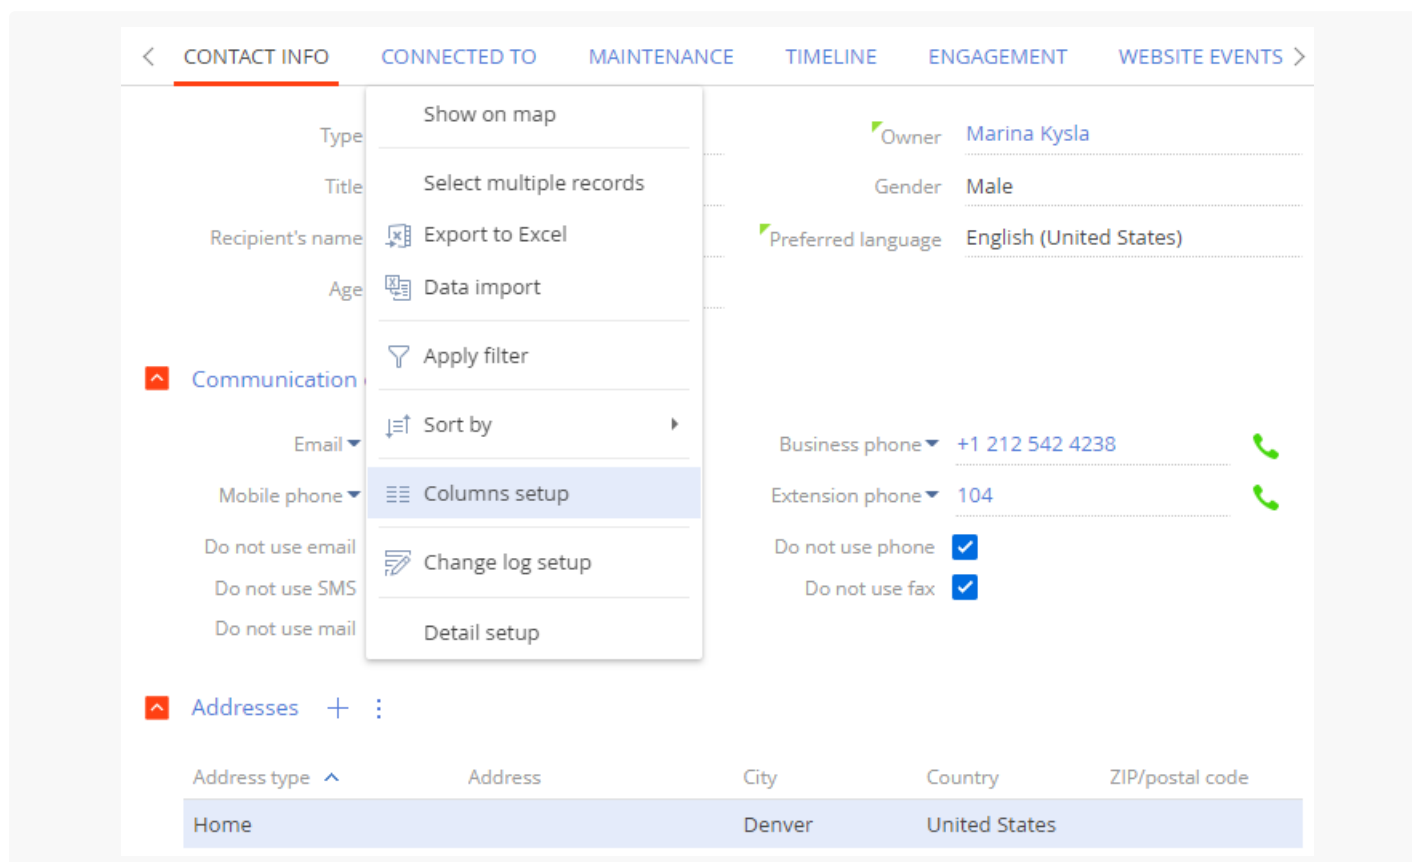 CONTACT INFO CONNECTED TO MAINTENANCE TIMELINE ENGAGEMENT WEBSITE EVENTS
Show on map
Type
Owner Marina Kysla
Title
Select multiple records
Gender Male
Recipient's name
Export to Excel
Preferred language English (United States)
Age
Data import
Apply filter
Communication
Sort by
Email
Business phone +1 212 542 4238
Mobile phone
Columns setup
Extension phone 104
Do not use email
Do not use phone
Change log setup
Do not use SMS
Do not use fax
Do not use mail
Detail setup
Addresses
Address type Address City Country ZIP/postal code
Home Denver United States